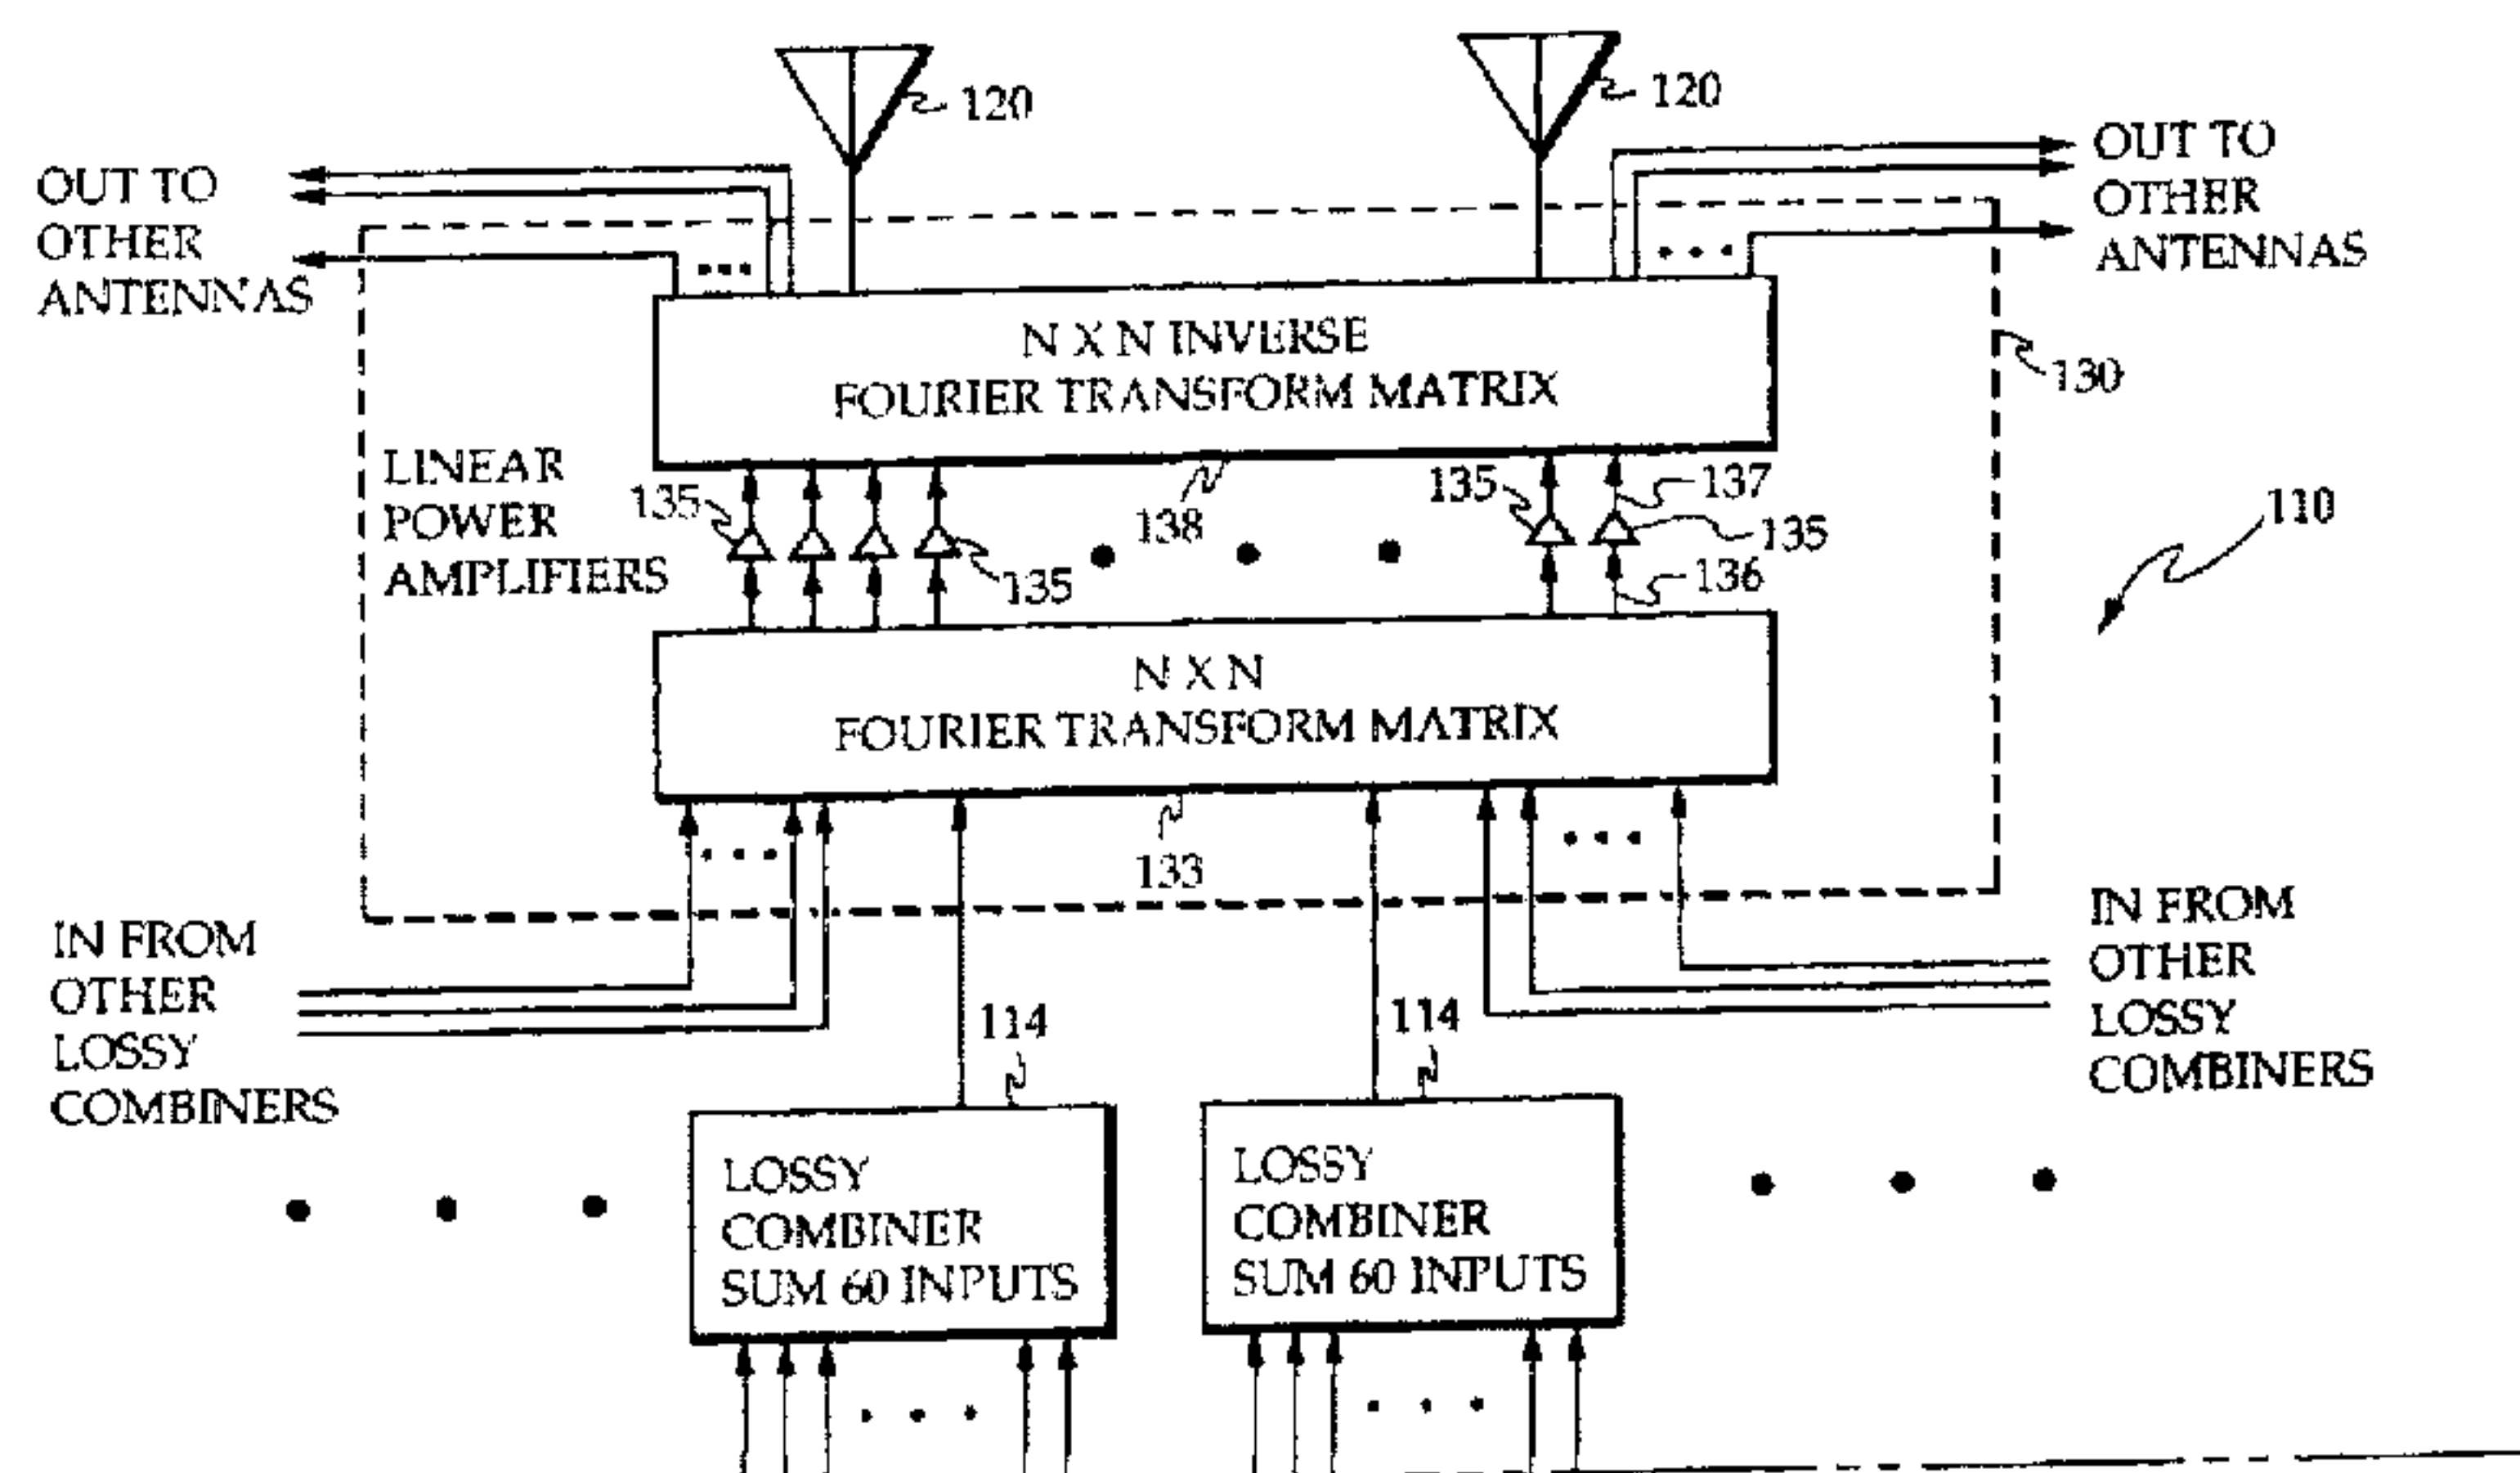 120
120
OUT TO
OTHER
ANTENNAS
OUT TO
OTHER
ANTENNAS
N X N INVERSE
FOURIER TRANSFORM MATRIX
130
LINEAR
POWER
AMPLIFIERS
135
138
135
137
135
110
135
136
N X N
FOURIER TRANSFORM MATRIX
133
IN FROM
OTHER
LOSSY
COMBINERS
IN FROM
OTHER
LOSSY
COMBINERS
114
114
LOSSY
COMBINER
SUM 60 INPUTS
LOSSY
COMBINER
SUM 60 INPUTS